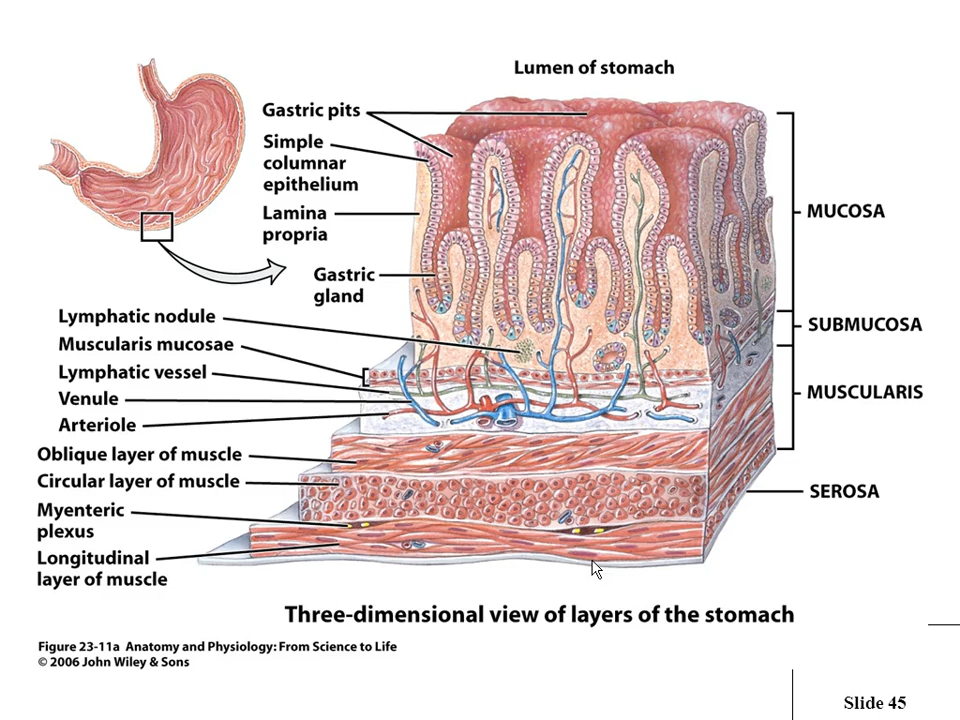 Lumen of stomach
Gastric pits
Simple
columnar
epithelium
Lamina
propria
Gastric
gland
Lymphatic nodule
Muscularis mucosae
Lymphatic vessel
Venule
Arteriole
Oblique layer of muscle
Circular layer of muscle
Myenteric
plexus
Longitudinal
layer of muscle
MUCOSA
SUBMUCOSA
MUSCULARIS
SEROSA
Three-dimensional view of layers of the stomach
Figure 23-11a Anatomy and Physiology: From Science to Life
© 2006 John Wiley & Sons
Slide 45